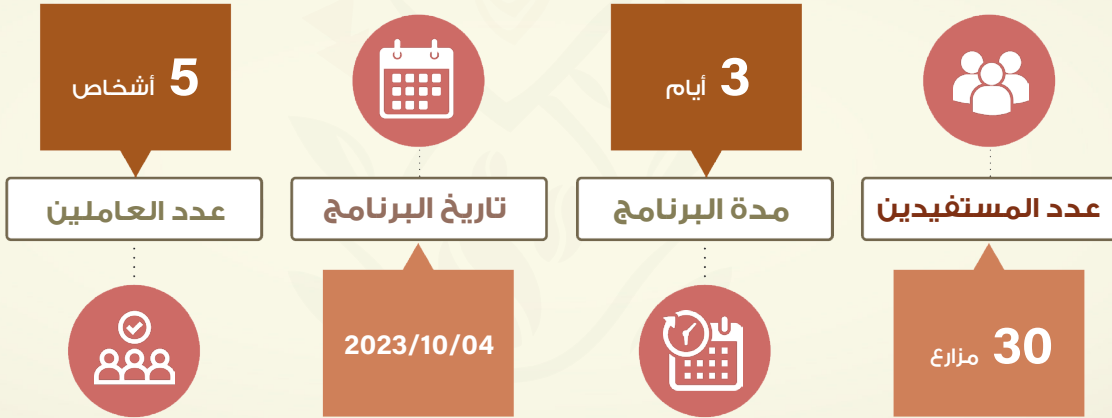 عدد المستفيدين
30 مزارع
3 أيام
مدة البرنامج
تاريخ البرنامج
2023/10/04
5 أشخاص
عدد العاملين